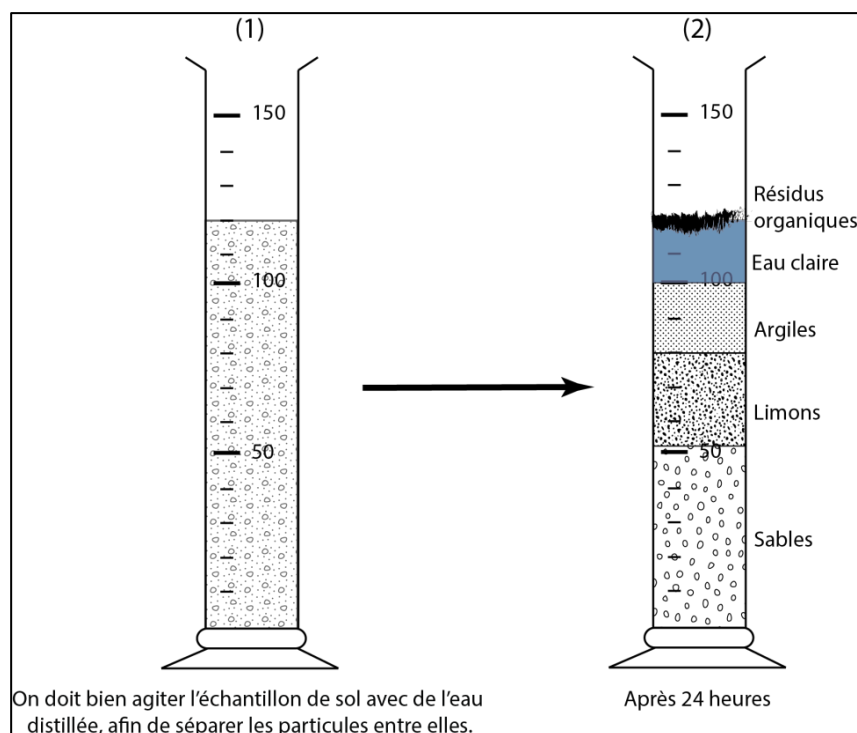 (1)
(2)
150
100
50
150
100
50
Résidus
organiques
Eau claire
Argiles
Limons
Sables
On doit bien agiter l'échantillon de sol avec de l'eau
distillée, afin de séparer les particules entre elles.
Après 24 heures